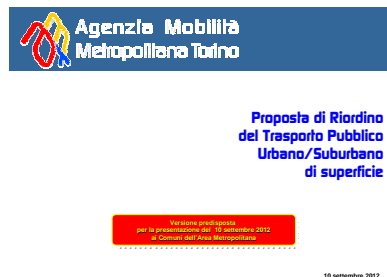 Agenzia Mobilità
Metropolitana Torino
Proposta di Riordino
del Trasporto Pubblico
Urbano/Suburbano
di superficie
Versione predisposta
per la presentazione del 10 settembre 2012
ai Comuni dell'Area Metropolitana
10 settembre 2012